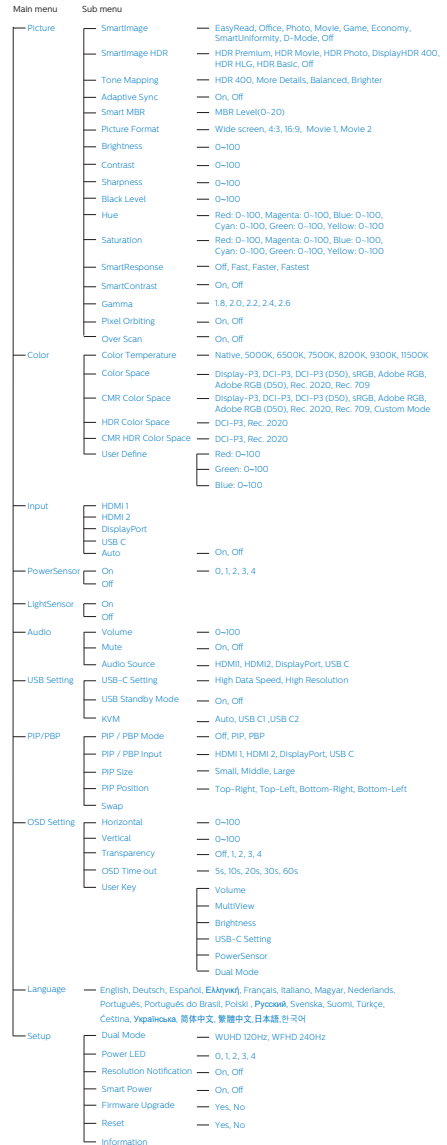 Main menu Sub menu
Picture SmartImage EasyRead, Office, Photo, Movie, Game, Economy,
SmartUniformity, D-Mode, Off
SmartImage HDR HDR Premium, HDR Movie, HDR Photo, DisplayHDR 400,
HDR HLG, HDR Basic, Off
Tone Mapping HDR 400, More Details, Balanced, Brighter
Adaptive Sync On, Off
Smart MBR MBR Level(0~20)
Picture Format Wide screen, 4:3, 16:9, Movie 1, Movie 2
Brightness 0~100
Contrast 0~100
Sharpness 0~100
Black Level 0~100
Hue Red: 0~100, Magenta: 0~100, Blue: 0~100,
Cyan: 0~100, Green: 0~100, Yellow: 0~100
Saturation Red: 0~100, Magenta: 0~100, Blue: 0~100,
Cyan: 0~100, Green: 0~100, Yellow: 0~100
SmartResponse Off, Fast, Faster, Fastest
SmartContrast On, Off
Gamma 1.8, 2.0, 2.2, 2.4, 2.6
Pixel Orbiting On, Off
Over Scan On, Off
Color Color Temperature Native, 5000K, 6500K, 7500K, 8200K, 9300K, 11500K
Color Space Display-P3, DCI-P3, DCI-P3 (D50), sRGB, Adobe RGB,
Adobe RGB (D50), Rec. 2020, Rec. 709
CMR Color Space Display-P3, DCI-P3, DCI-P3 (D50), sRGB, Adobe RGB,
Adobe RGB (D50), Rec. 2020, Rec. 709, Custom Mode
HDR Color Space DCI-P3, Rec. 2020
CMR HDR Color Space DCI-P3, Rec. 2020
User Define Red: 0~100
Green: 0~100
Blue: 0~100
Input HDMI 1
HDMI 2
DisplayPort
USB C
Auto On, Off
PowerSensor On 0, 1, 2, 3, 4
Off
LightSensor On
Off
Audio Volume 0~100
Mute On, Off
Audio Source HDMI1, HDMI2, DisplayPort, USB C
USB Setting USB-C Setting High Data Speed, High Resolution
USB Standby Mode On, Off
KVM Auto, USB C1 ,USB C2
PIP/PBP PIP / PBP Mode Off, PIP, PBP
PIP / PBP Input HDMI 1, HDMI 2, DisplayPort, USB C
PIP Size Small, Middle, Large
PIP Position Top-Right, Top-Left, Bottom-Right, Bottom-Left
Swap
OSD Setting Horizontal 0~100
Vertical 0~100
Transparency Off, 1, 2, 3, 4
OSD Time out 5s, 10s, 20s, 30s, 60s
User Key Volume
MultiView
Brightness
USB-C Setting
PowerSensor
Dual Mode
Language English, Deutsch, Español, Ελληνική, Français, Italiano, Magyar, Nederlands,
Português, Português do Brasil, Polski , Русский, Svenska, Suomi, Türkçe,
Čeština, Українська, 简体中文, 繁體中文,日本語,한국어
Setup Dual Mode WUHD 120Hz, WFHD 240Hz
Power LED 0, 1, 2, 3, 4
Resolution Notification On, Off
Smart Power On, Off
Firmware Upgrade Yes, No
Reset Yes, No
Information